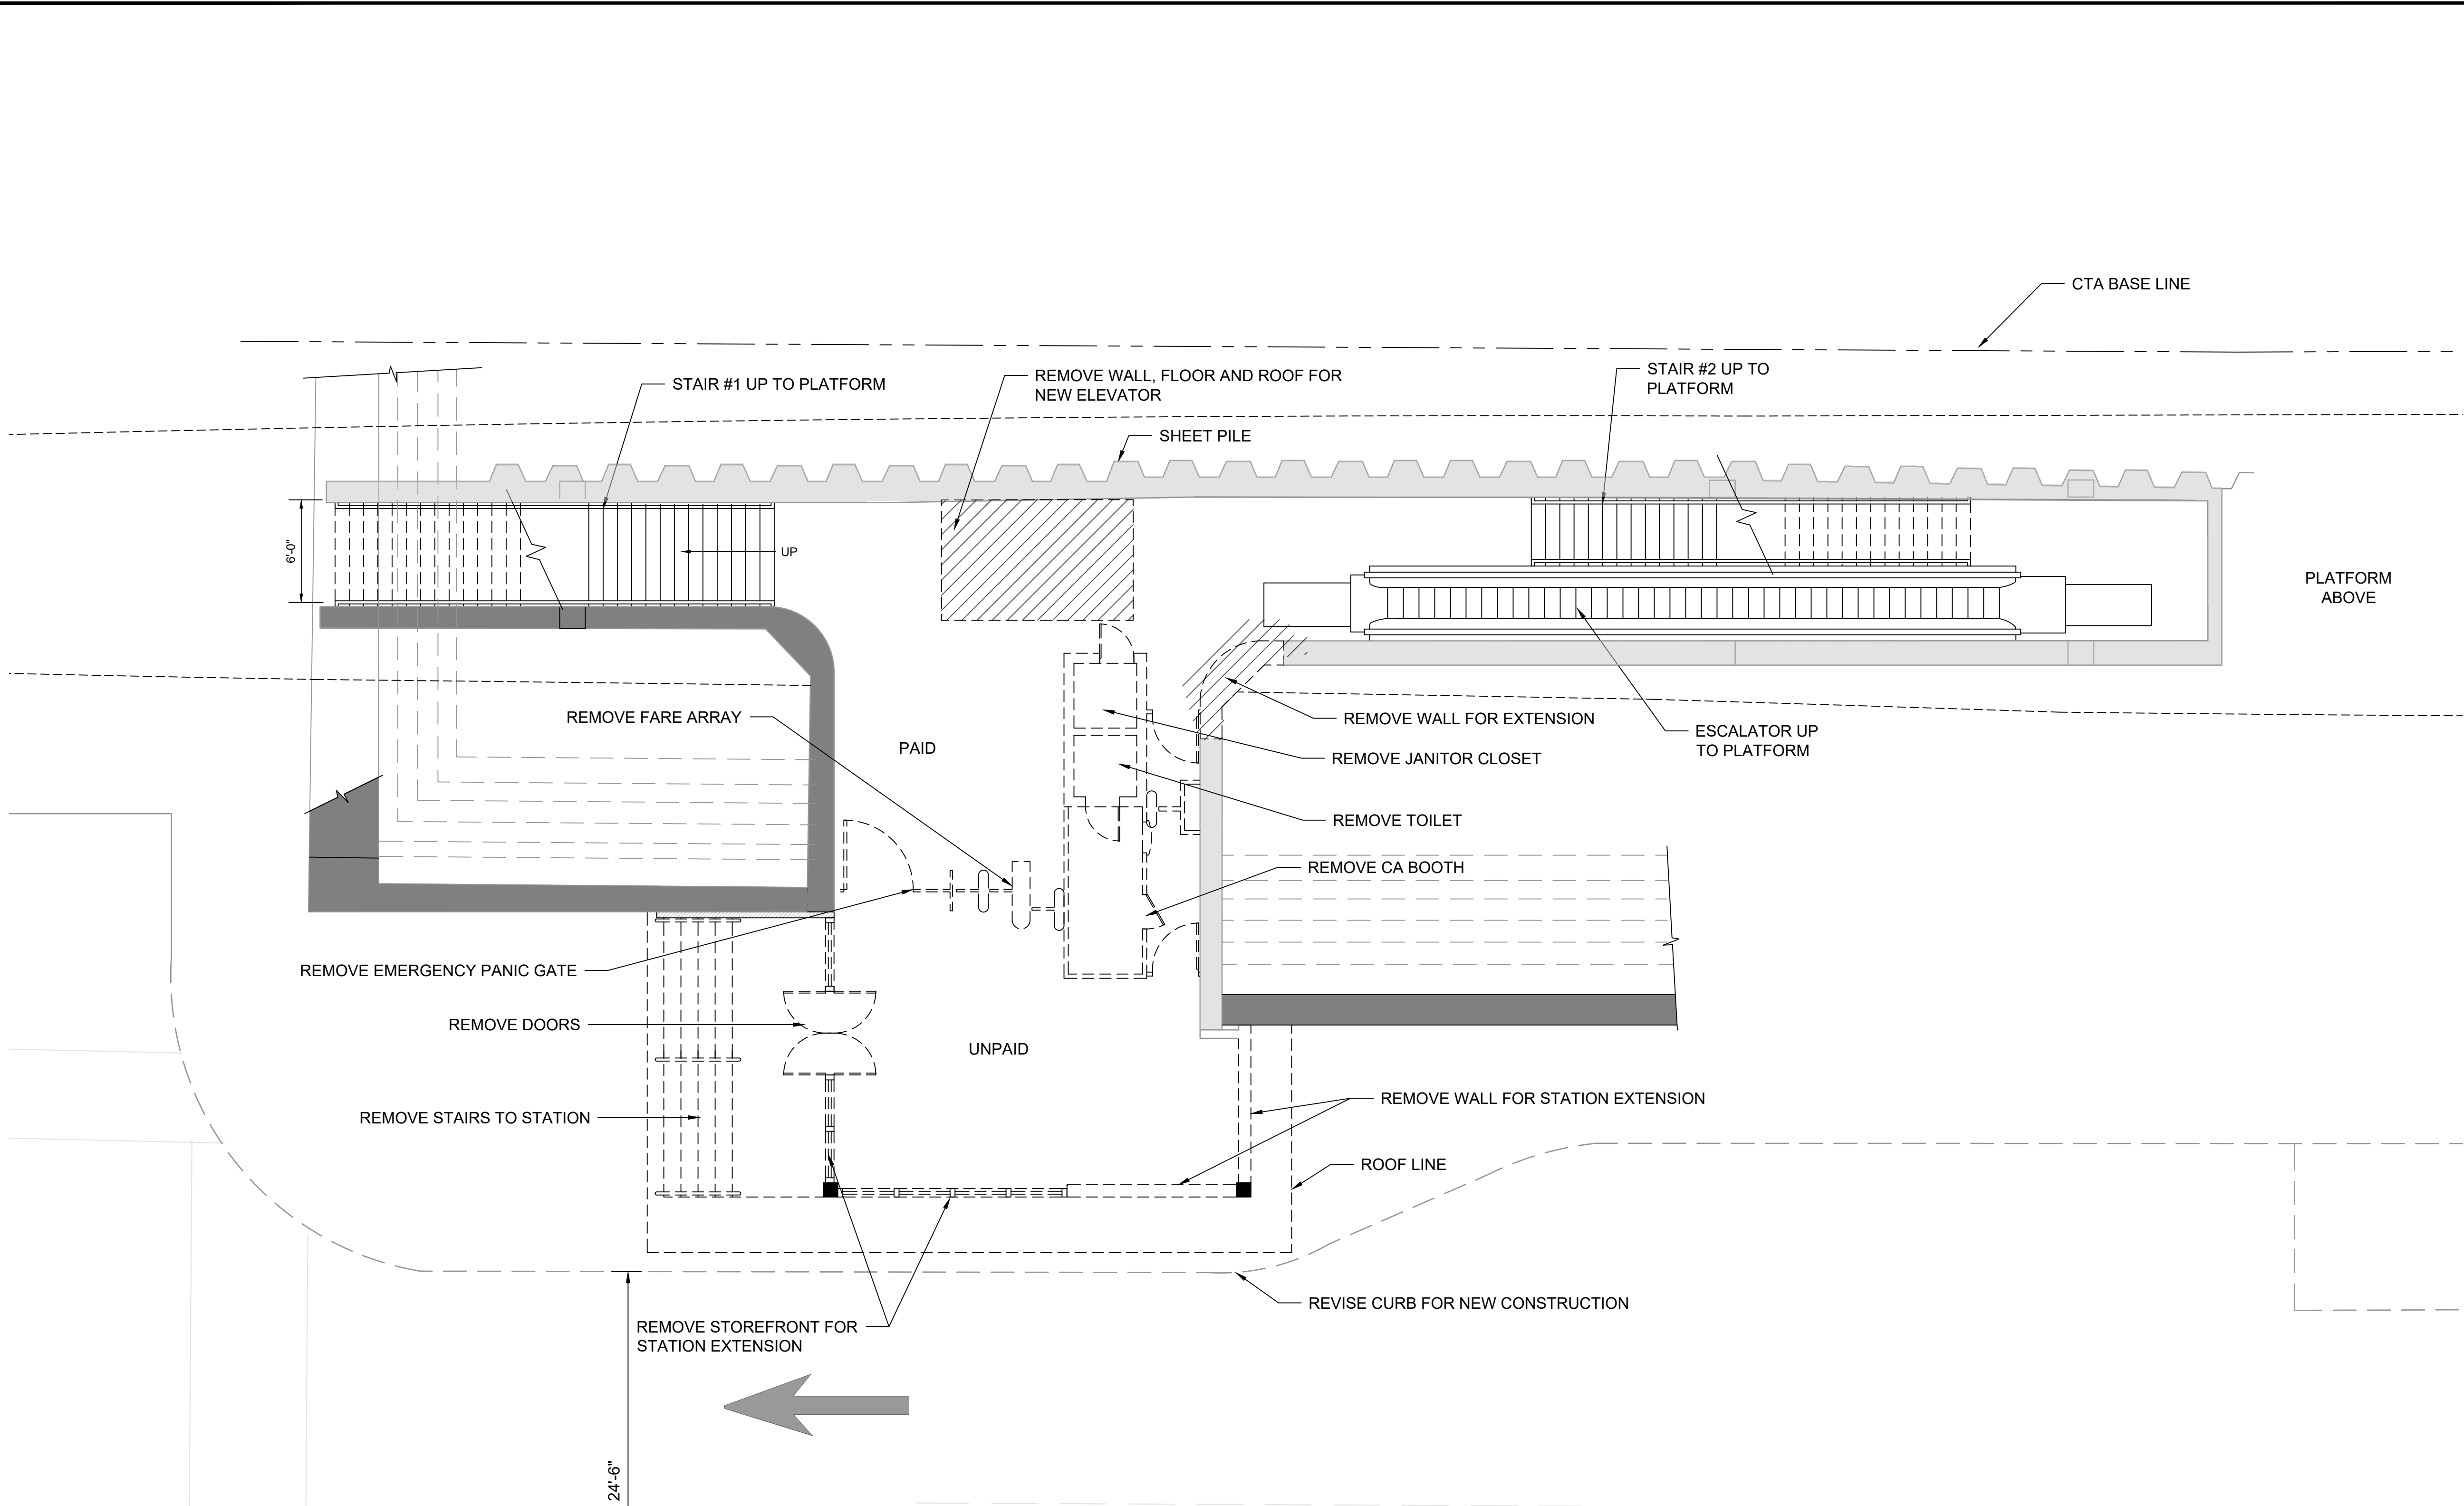 CTA BASE LINE
STAIR #1 UP TO PLATFORM
REMOVE WALL, FLOOR AND ROOF FOR
NEW ELEVATOR
STAIR #2 UP TO
PLATFORM
SHEET PILE
6'-0"
UP
PLATFORM
ABOVE
REMOVE FARE ARRAY
PAID
REMOVE WALL FOR EXTENSION
ESCALATOR UP
TO PLATFORM
REMOVE JANITOR CLOSET
REMOVE TOILET
REMOVE CA BOOTH
REMOVE EMERGENCY PANIC GATE
REMOVE DOORS
UNPAID
REMOVE STAIRS TO STATION
REMOVE WALL FOR STATION EXTENSION
ROOF LINE
REVISE CURB FOR NEW CONSTRUCTION
REMOVE STOREFRONT FOR
STATION EXTENSION
24'-6"